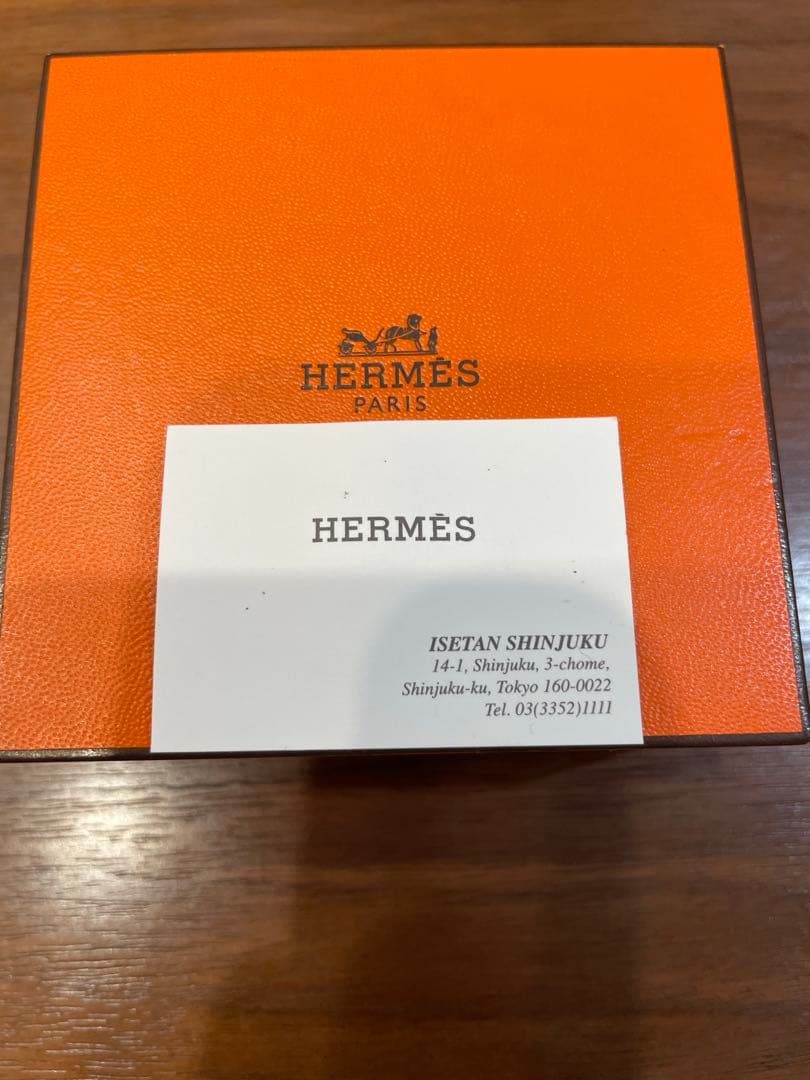 HERMÈS
PARIS
HERMÈS
ISETAN SHINJUKU
14-1, Shinjuku, 3-chome,
Shinjuku-ku, Tokyo 160-0022
Tel. 03(3352)1111